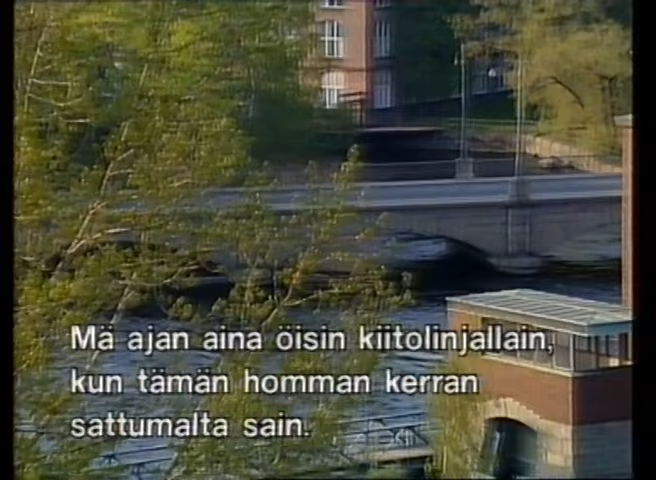 Mä ajan aina öisin kiitolinjallain,
kun tämän homman kerran
sattumalta sain.